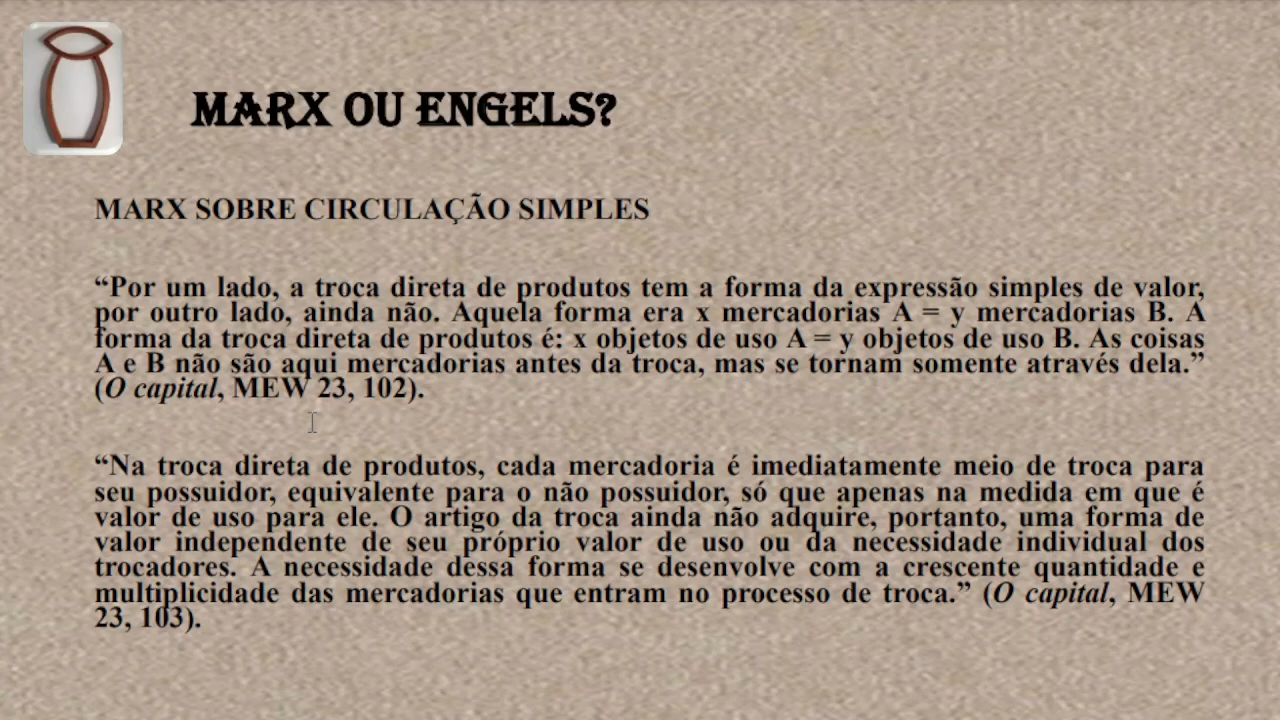 MARX OU ENGELS?
MARX SOBRE CIRCULAÇÃO SIMPLES
“Por um lado, a troca direta de produtos tem a forma da expressão simples de valor,
por outro lado, ainda não. Aquela forma era x mercadorias A = y mercadorias B. A
forma da troca direta de produtos é: x objetos de uso A = y objetos de uso B. As coisas
A e B não são aqui mercadorias antes da troca, mas se tornam somente através dela.”
(O capital, MEW 23, 102).
“Na troca direta de produtos, cada mercadoria é imediatamente meio de troca para
seu possuidor, equivalente para o não possuidor, só que apenas na medida em que é
valor de uso para ele. O artigo da troca ainda não adquire, portanto, uma forma de
valor independente de seu próprio valor de uso ou da necessidade individual dos
trocadores. A necessidade dessa forma se desenvolve com a crescente quantidade e
multiplicidade das mercadorias que entram no processo de troca.” (O capital, MEW
23, 103).